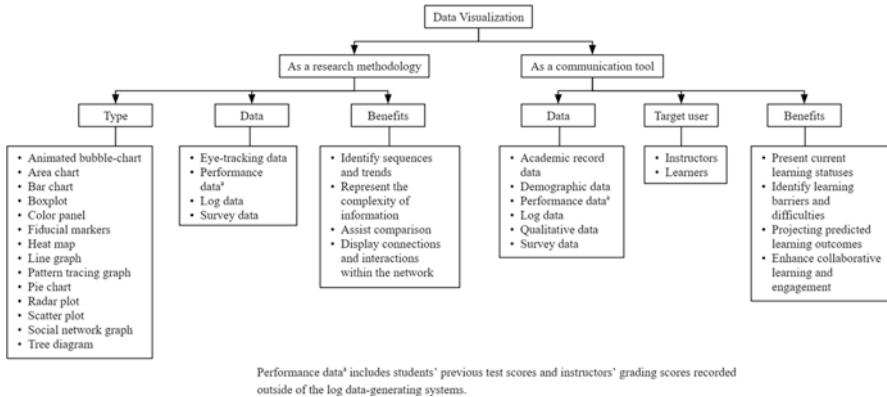 Data Visualization
As a research methodology
As a communication tool
Type
Data
Benefits
Data
Target user
Benefits
• Animated bubble-chart
• Area chart
• Bar chart
• Boxplot
• Color panel
• Fiducial markers
• Heat map
• Line graph
• Pattern tracing graph
• Pie chart
• Radar plot
• Scatter plot
• Social network graph
• Tree diagram
• Eye-tracking data
• Performance
dataᵃ
• Log data
• Survey data
• Identify sequences
and trends
• Represent the
complexity of
information
• Assist comparison
• Display connections
and interactions
within the network
• Academic record
data
• Demographic data
• Performance dataᵃ
• Log data
• Qualitative data
• Survey data
• Instructors
• Learners
• Present current
learning statuses
• Identify learning
barriers and
difficulties
• Projecting predicted
learning outcomes
• Enhance collaborative
learning and
engagement
Performance dataᵃ includes students’ previous test scores and instructors’ grading scores recorded
outside of the log data-generating systems.